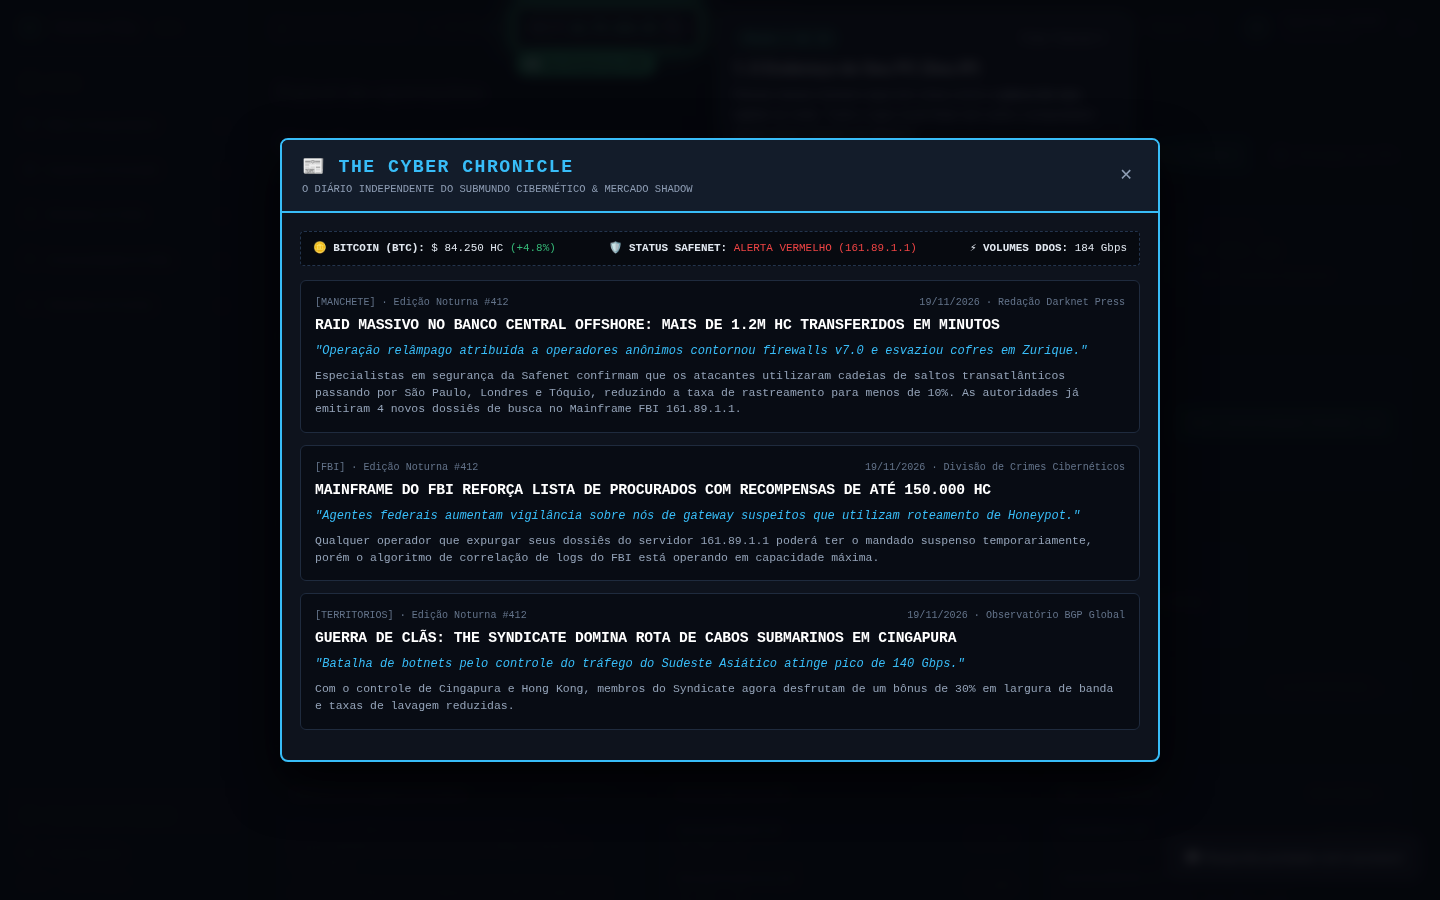 📰 THE CYBER CHRONICLE
O DIÁRIO INDEPENDENTE DO SUBMUNDO CIBERNÉTICO & MERCADO SHADOW
✕
🪙 BITCOIN (BTC): $ 84.250 HC (+4.8%)
🛡️ STATUS SAFENET: ALERTA VERMELHO (161.89.1.1)
⚡ VOLUMES DDOS: 184 Gbps
[MANCHETE] · Edição Noturna #412
19/11/2026 · Redação Darknet Press
RAID MASSIVO NO BANCO CENTRAL OFFSHORE: MAIS DE 1.2M HC TRANSFERIDOS EM MINUTOS
"Operação relâmpago atribuída a operadores anônimos contornou firewalls v7.0 e esvaziou cofres em Zurique."
Especialistas em segurança da Safenet confirmam que os atacantes utilizaram cadeias de saltos transatlânticos
passando por São Paulo, Londres e Tóquio, reduzindo a taxa de rastreamento para menos de 10%. As autoridades já
emitiram 4 novos dossiês de busca no Mainframe FBI 161.89.1.1.
[FBI] · Edição Noturna #412
19/11/2026 · Divisão de Crimes Cibernéticos
MAINFRAME DO FBI REFORÇA LISTA DE PROCURADOS COM RECOMPENSAS DE ATÉ 150.000 HC
"Agentes federais aumentam vigilância sobre nós de gateway suspeitos que utilizam roteamento de Honeypot."
Qualquer operador que expurgar seus dossiês do servidor 161.89.1.1 poderá ter o mandado suspenso temporariamente,
porém o algoritmo de correlação de logs do FBI está operando em capacidade máxima.
[TERRITORIOS] · Edição Noturna #412
19/11/2026 · Observatório BGP Global
GUERRA DE CLÃS: THE SYNDICATE DOMINA ROTA DE CABOS SUBMARINOS EM CINGAPURA
"Batalha de botnets pelo controle do tráfego do Sudeste Asiático atinge pico de 140 Gbps."
Com o controle de Cingapura e Hong Kong, membros do Syndicate agora desfrutam de um bônus de 30% em largura de banda
e taxas de lavagem reduzidas.